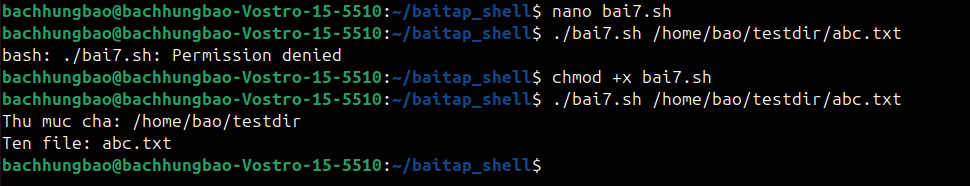 bachhungbao@bachhungbao-Vostro-15-5510:~/baitap_shell$ nano bai7.sh
bachhungbao@bachhungbao-Vostro-15-5510:~/baitap_shell$ ./bai7.sh /home/bao/testdir/abc.txt
bash: ./bai7.sh: Permission denied
bachhungbao@bachhungbao-Vostro-15-5510:~/baitap_shell$ chmod +x bai7.sh
bachhungbao@bachhungbao-Vostro-15-5510:~/baitap_shell$ ./bai7.sh /home/bao/testdir/abc.txt
Thu muc cha: /home/bao/testdir
Ten file: abc.txt
bachhungbao@bachhungbao-Vostro-15-5510:~/baitap_shell$